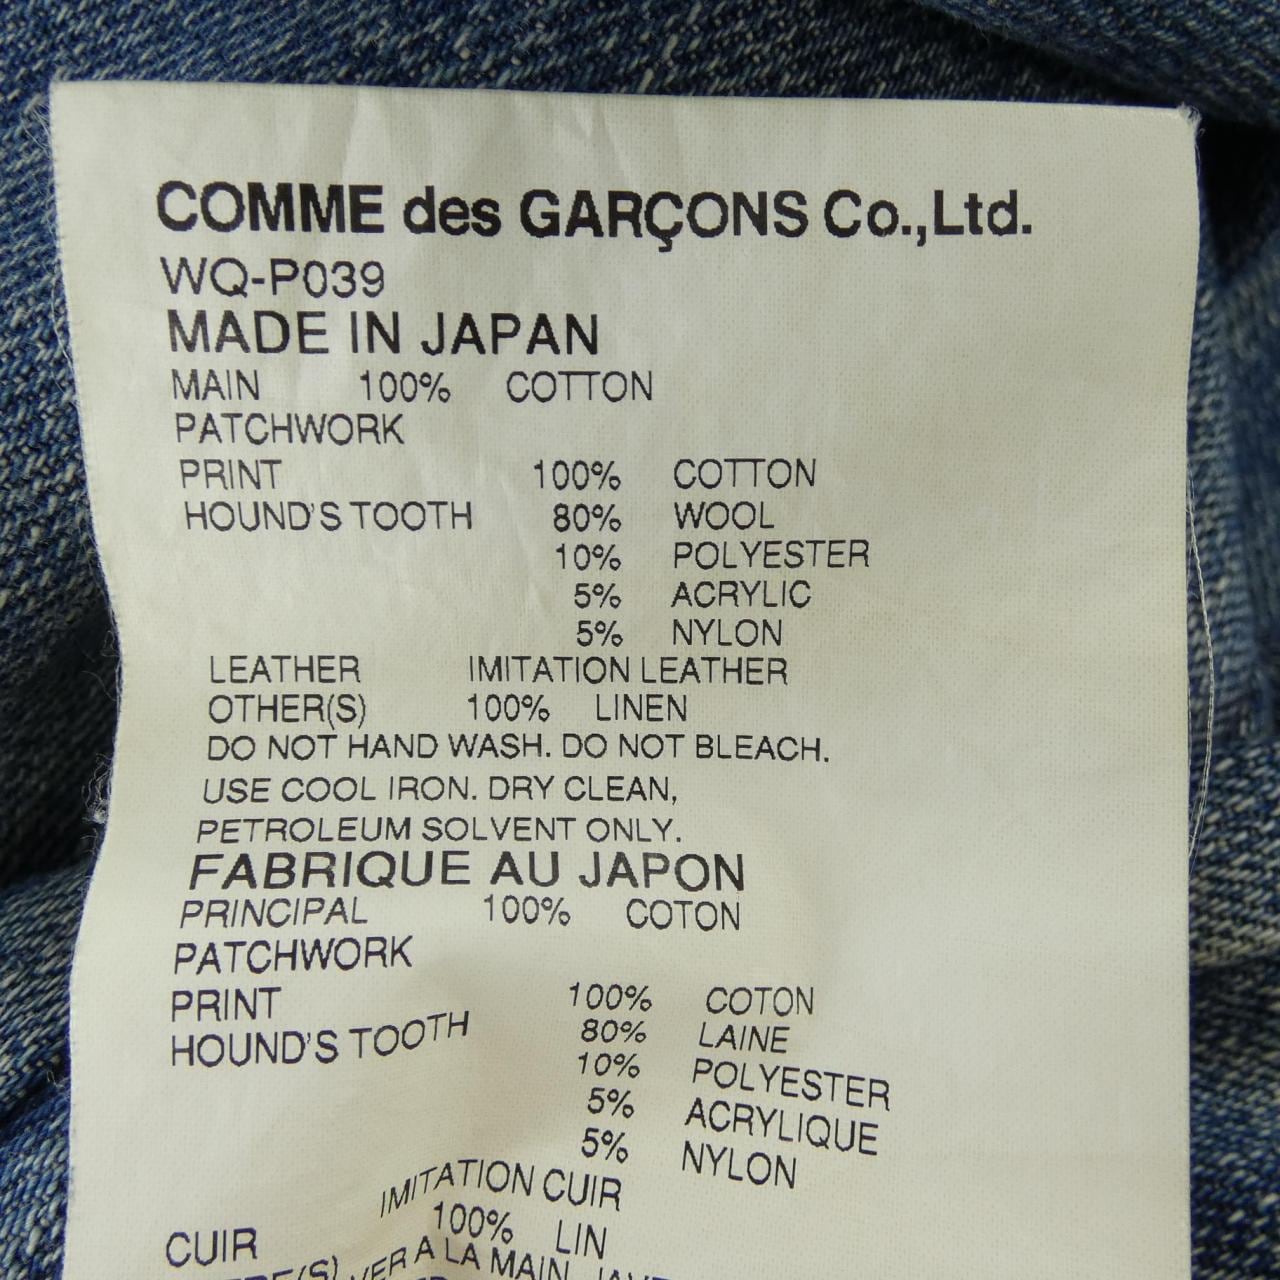 COMME des GARÇONS Co.,Ltd.
WQ-P039
MADE IN JAPAN
MAIN 100% COTTON
PATCHWORK
PRINT 100% COTTON
HOUND'S TOOTH 80% WOOL
10% POLYESTER
5% ACRYLIC
5% NYLON
LEATHER IMITATION LEATHER
OTHER(S) 100% LINEN
DO NOT HAND WASH. DO NOT BLEACH.
USE COOL IRON. DRY CLEAN,
PETROLEUM SOLVENT ONLY.
FABRIQUE AU JAPON
PRINCIPAL 100% COTON
PATCHWORK
PRINT 100% COTON
HOUND'S TOOTH 80% LAINE
10% POLYESTER
5% ACRYLIQUE
5% NYLON
CUIR IMITATION CUIR
100% LIN
A LA MAIN.